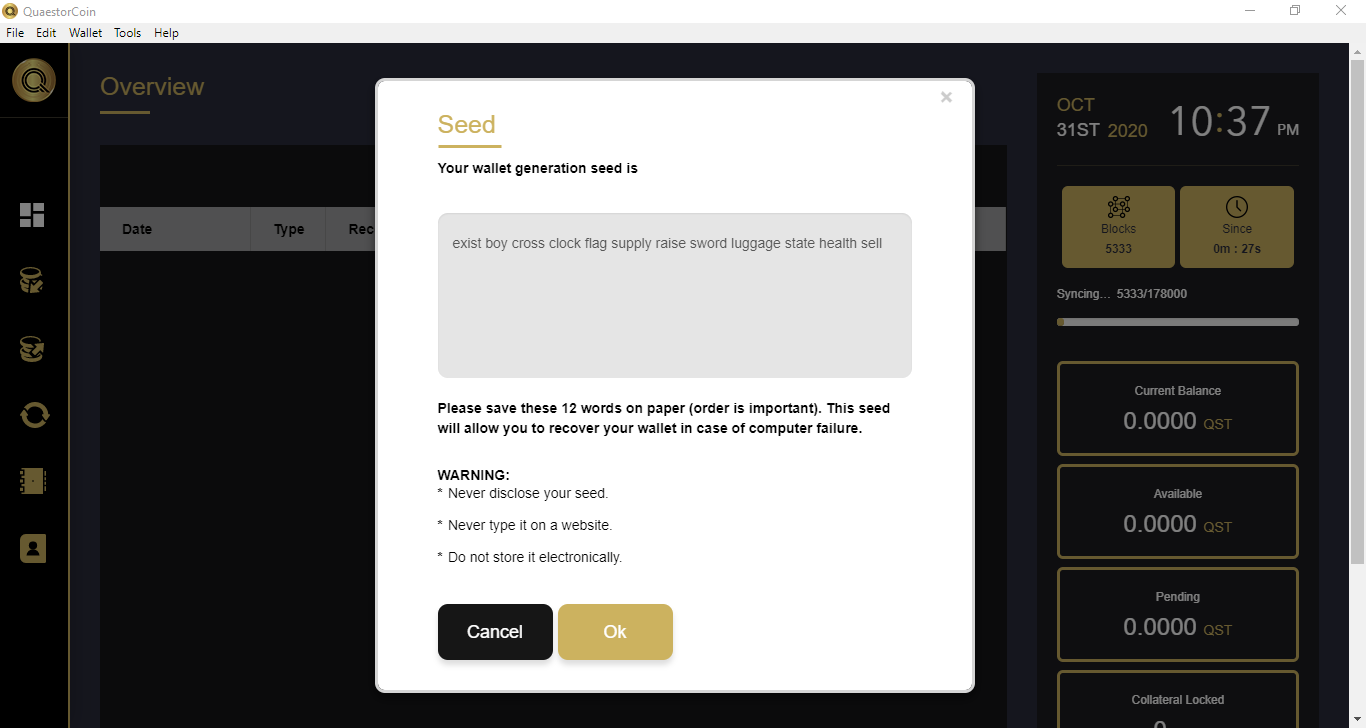 QuaestorCoin
File Edit Wallet Tools Help
Overview
Date Type Rec
Seed
Your wallet generation seed is
exist boy cross clock flag supply raise sword luggage state health sell
Please save these 12 words on paper (order is important). This seed
will allow you to recover your wallet in case of computer failure.
WARNING:
* Never disclose your seed.
* Never type it on a website.
* Do not store it electronically.
Cancel Ok
OCT
31ST 2020
10:37 PM
Blocks
5333
Since
0m : 27s
Syncing... 5333/178000
Current Balance
0.0000 QST
Available
0.0000 QST
Pending
0.0000 QST
Collateral Locked